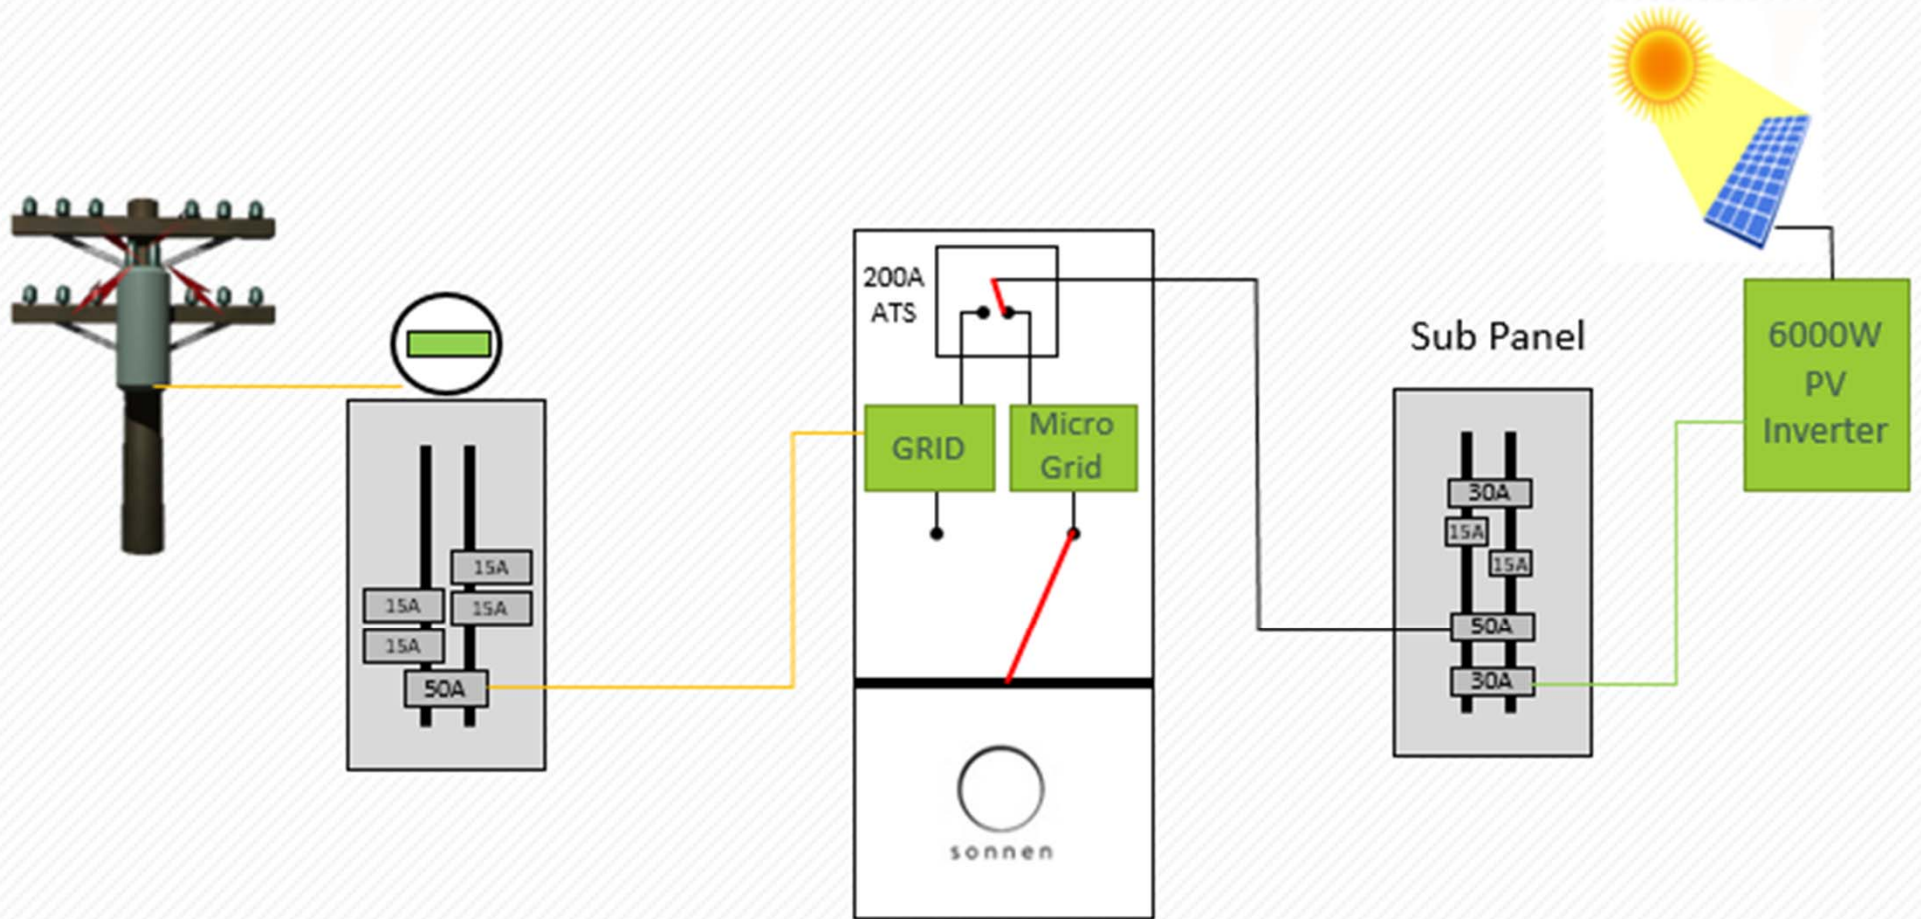 200A
ATS
GRID
Micro
Grid
sonnen
15A
15A
15A
15A
50A
Sub Panel
30A
15A
15A
50A
30A
6000W
PV
Inverter